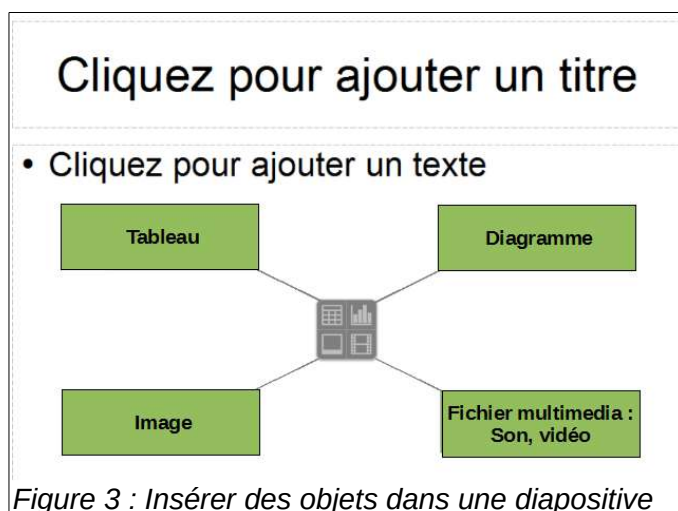 Cliquez pour ajouter un titre
• Cliquez pour ajouter un texte
Tableau
Diagramme
Image
Fichier multimedia :
Son, vidéo
Figure 3 : Insérer des objets dans une diapositive